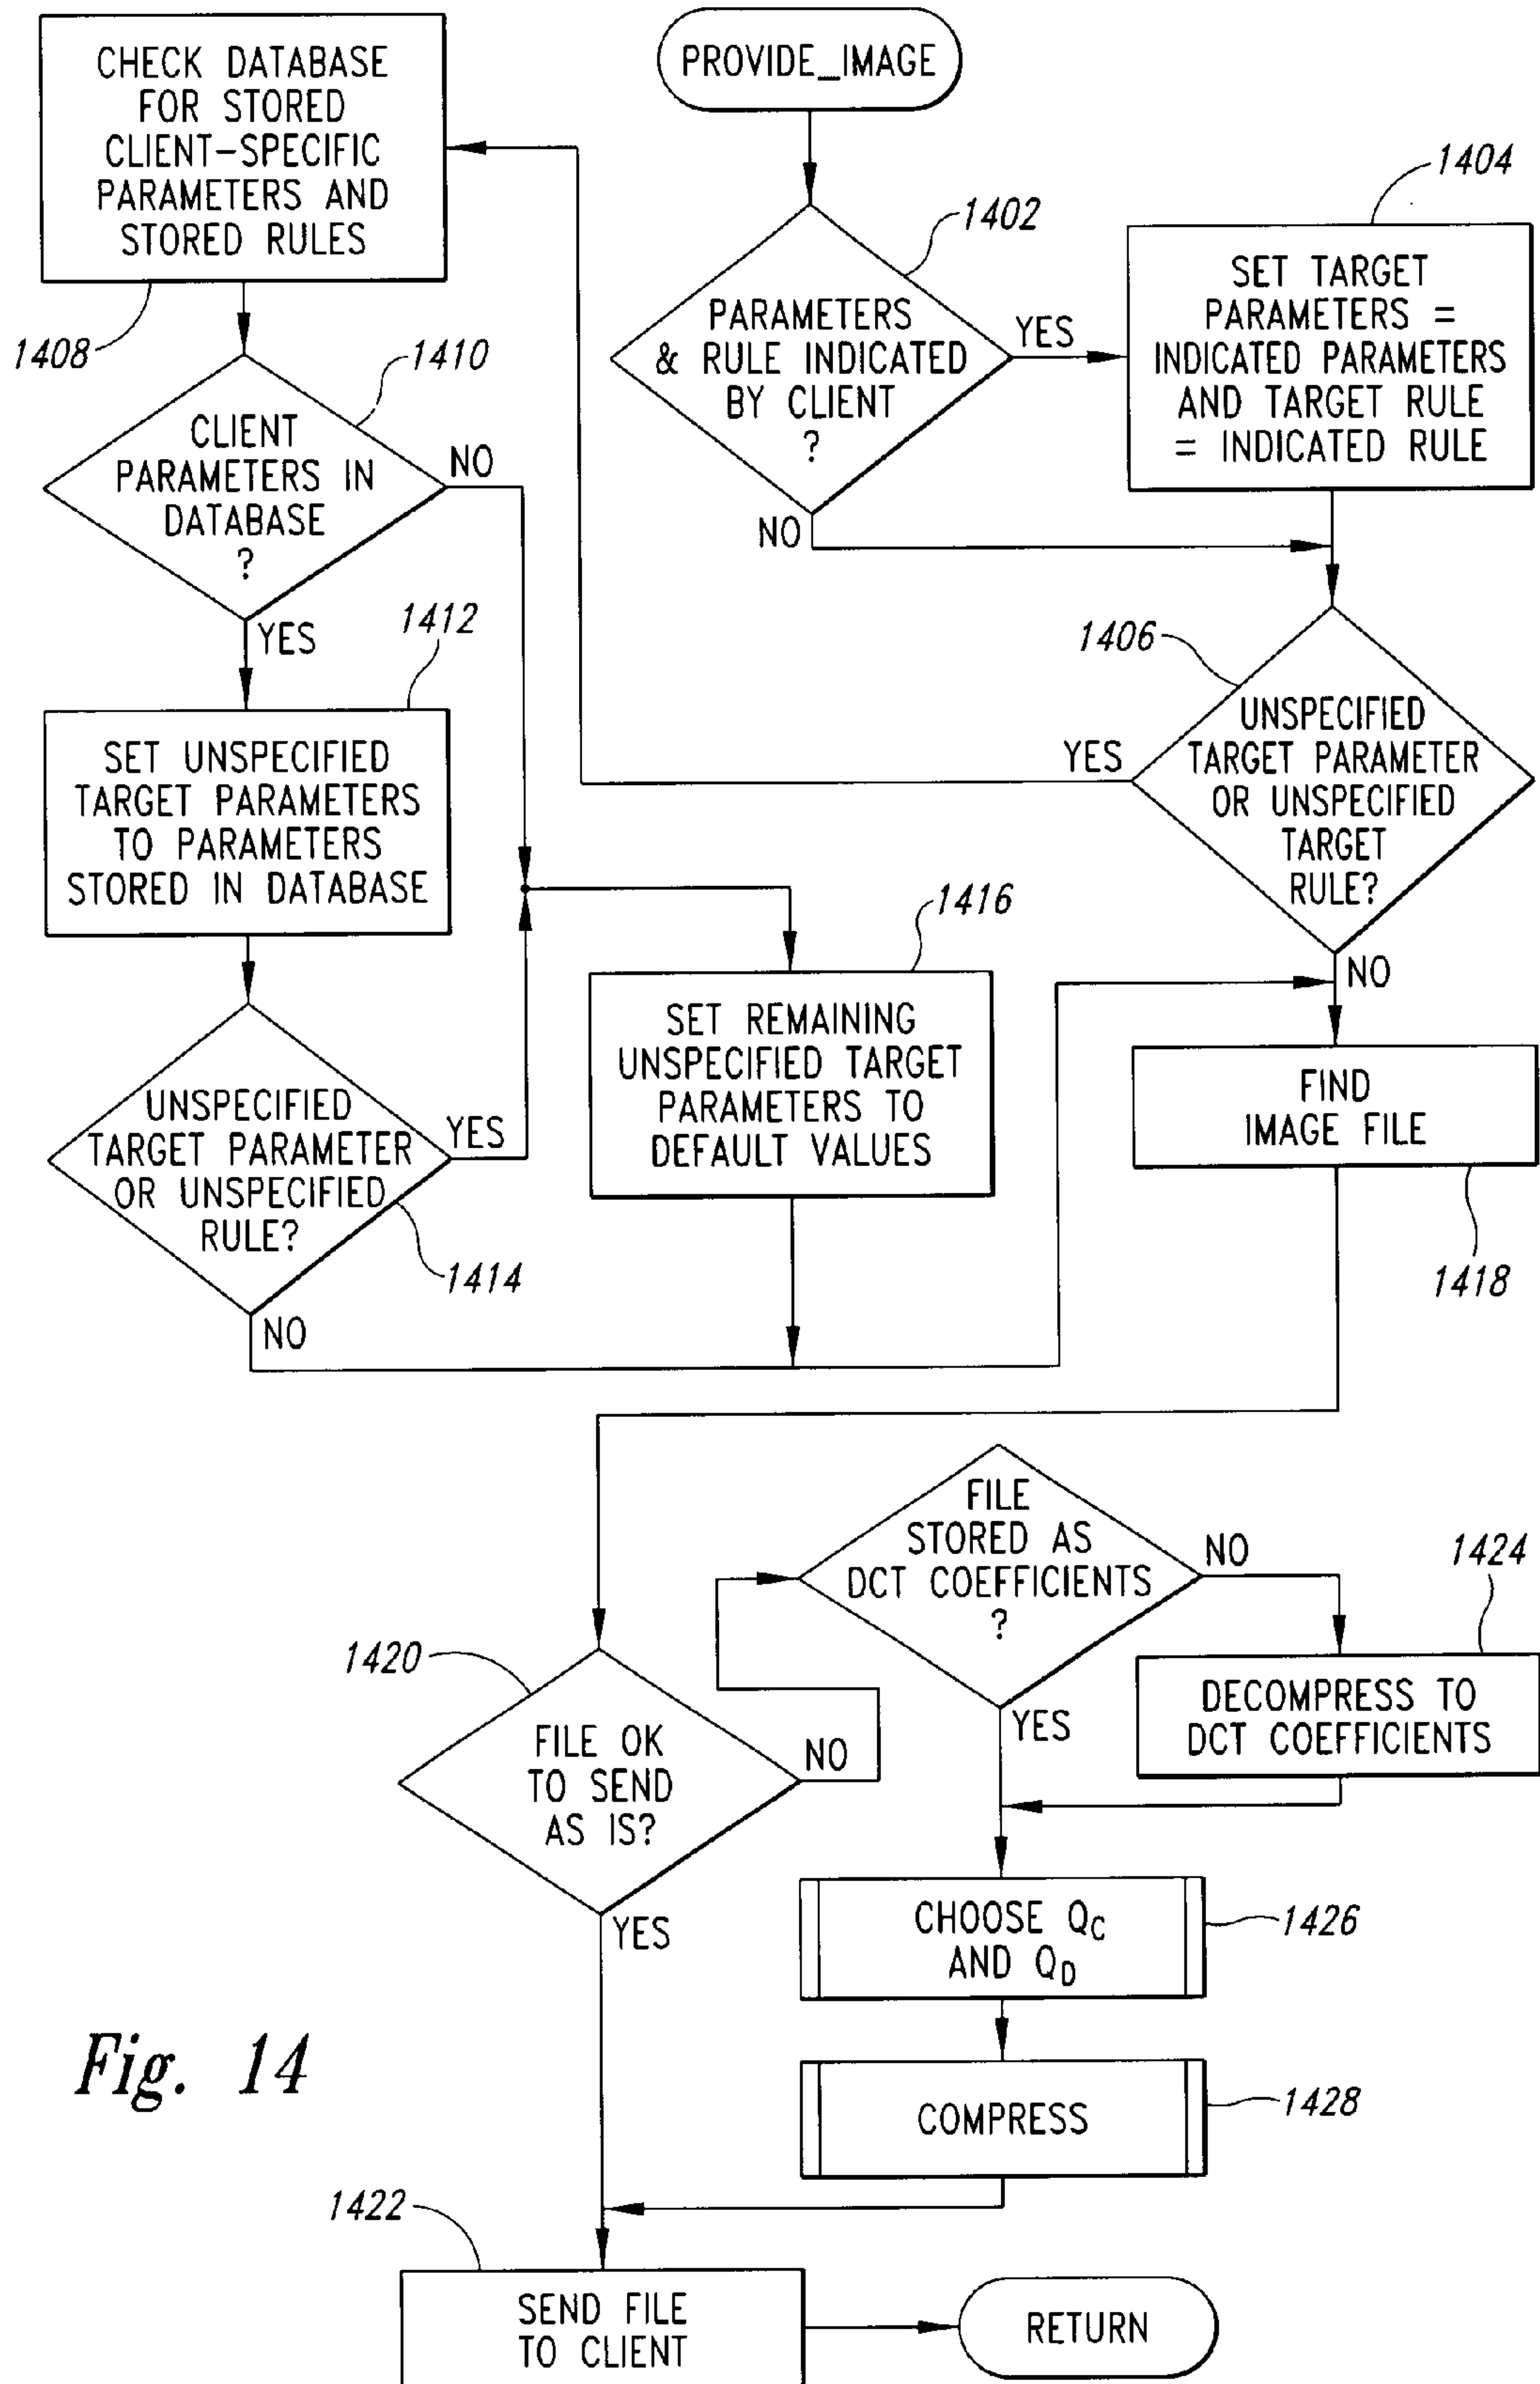 PROVIDE_IMAGE
1402
PARAMETERS
& RULE INDICATED
BY CLIENT
?
YES
NO
1404
SET TARGET
PARAMETERS =
INDICATED PARAMETERS
AND TARGET RULE
= INDICATED RULE
1406
UNSPECIFIED
TARGET PARAMETER
OR UNSPECIFIED
TARGET
RULE?
YES
NO
CHECK DATABASE
FOR STORED
CLIENT-SPECIFIC
PARAMETERS AND
STORED RULES
1408
1410
CLIENT
PARAMETERS IN
DATABASE
?
NO
YES
1412
SET UNSPECIFIED
TARGET PARAMETERS
TO PARAMETERS
STORED IN DATABASE
UNSPECIFIED
TARGET PARAMETER
OR UNSPECIFIED
RULE?
YES
1414
NO
1416
SET REMAINING
UNSPECIFIED TARGET
PARAMETERS TO
DEFAULT VALUES
FIND
IMAGE FILE
1418
1420
FILE OK
TO SEND
AS IS?
NO
YES
FILE
STORED AS
DCT COEFFICIENTS
?
NO
YES
1424
DECOMPRESS TO
DCT COEFFICIENTS
CHOOSE QC
AND QD
1426
COMPRESS
1428
1422
SEND FILE
TO CLIENT
RETURN
Fig. 14